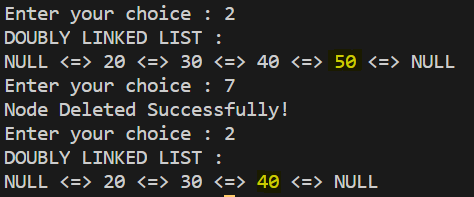 Enter your choice : 2
DOUBLY LINKED LIST :
NULL <=> 20 <=> 30 <=> 40 <=> 50 <=> NULL
Enter your choice : 7
Node Deleted Successfully!
Enter your choice : 2
DOUBLY LINKED LIST :
NULL <=> 20 <=> 30 <=> 40 <=> NULL